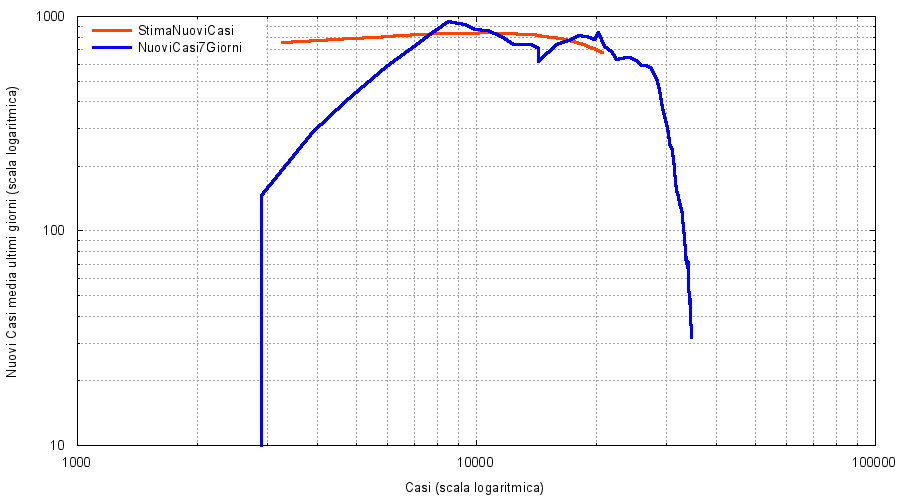 1000
StimaNuoviCasi
NuoviCasi7Giorni
Nuovi Casi media ultimi giorni (scala logaritmica)
100
10
1000
10000
100000
Casi (scala logaritmica)